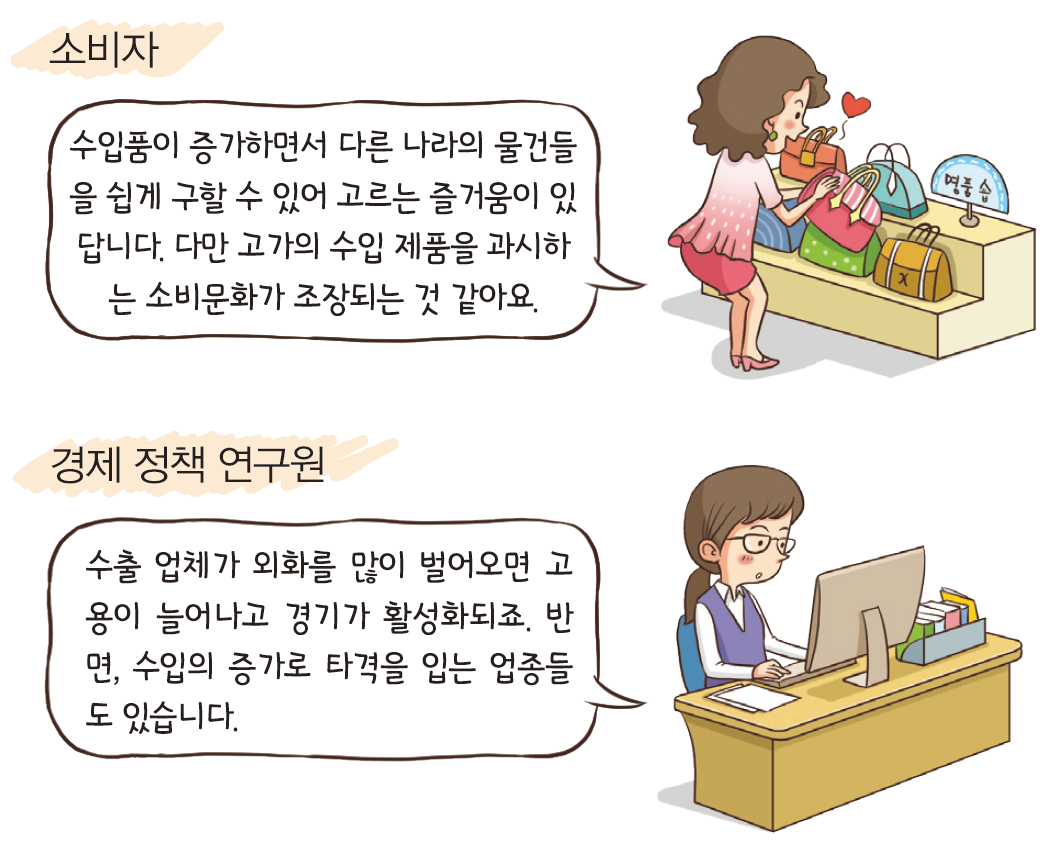 소비자
수입품이 증가하면서 다른 나라의 물건들
을 쉽게 구할 수 있어 고르는 즐거움이 있
답니다. 다만 고가의 수입 제품을 과시하
는 소비문화가 조장되는 것 같아요.
명품 숍
X
경제 정책 연구원
수출 업체가 외화를 많이 벌어오면 고
용이 늘어나고 경기가 활성화되죠. 반
면, 수입의 증가로 타격을 입는 업종들
도 있습니다.